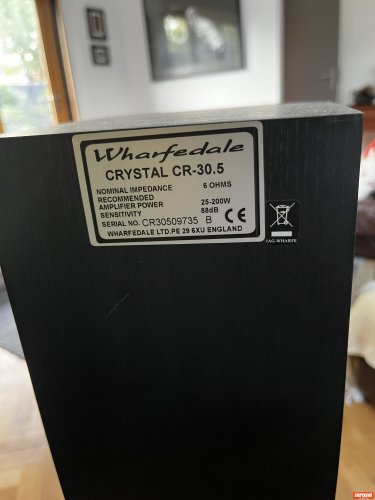 Wharfedale
CRYSTAL CR-30.5
NOMINAL IMPEDANCE 6 OHMS
RECOMMENDED
AMPLIFIER POWER 25-200W
SENSITIVITY 88dB
SERIAL NO. CR30509735 B CE
WHARFEDALE LTD.PE 29 6XU ENGLAND
IAG-WHARFE